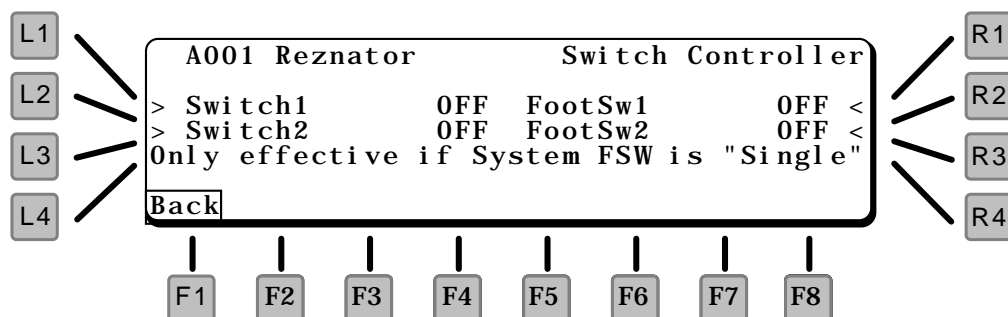 L1
L2
L3
L4
A001 Reznator Switch Controller
> Switch1 OFF FootSw1 OFF <
> Switch2 OFF FootSw2 OFF <
Only effective if System FSW is "Single"
Back
R1
R2
R3
R4
F1 F2 F3 F4 F5 F6 F7 F8